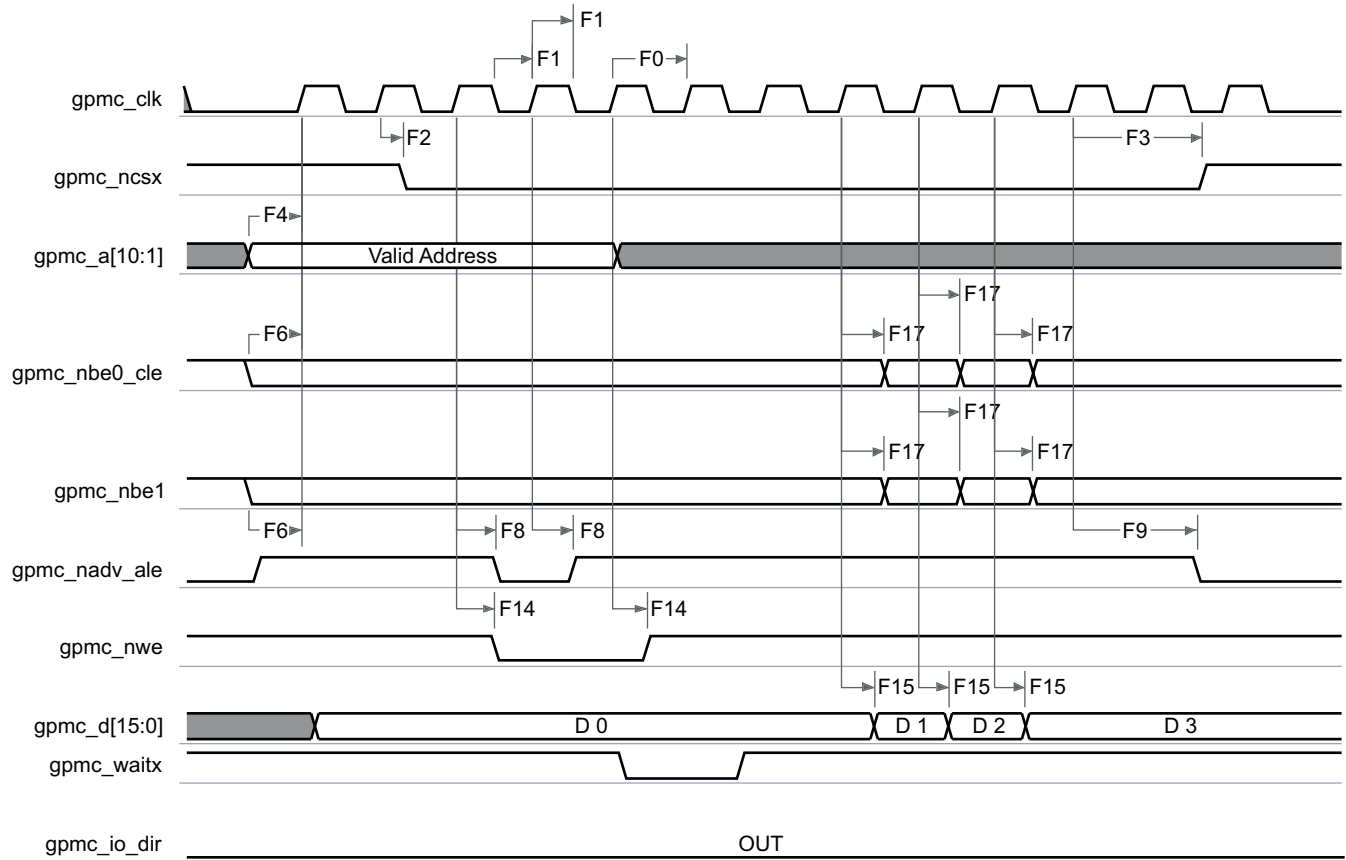 F1
F1
F0
gpmc_clk
F2
F3
gpmc_ncsx
F4
gpmc_a[10:1]
Valid Address
F17
F6
F17
F17
gpmc_nbe0_cle
F17
F17
F17
gpmc_nbe1
F6
F8
F8
F9
gpmc_nadv_ale
F14
F14
gpmc_nwe
F15
F15
F15
gpmc_d[15:0]
D 0
D 1
D 2
D 3
gpmc_waitx
gpmc_io_dir
OUT